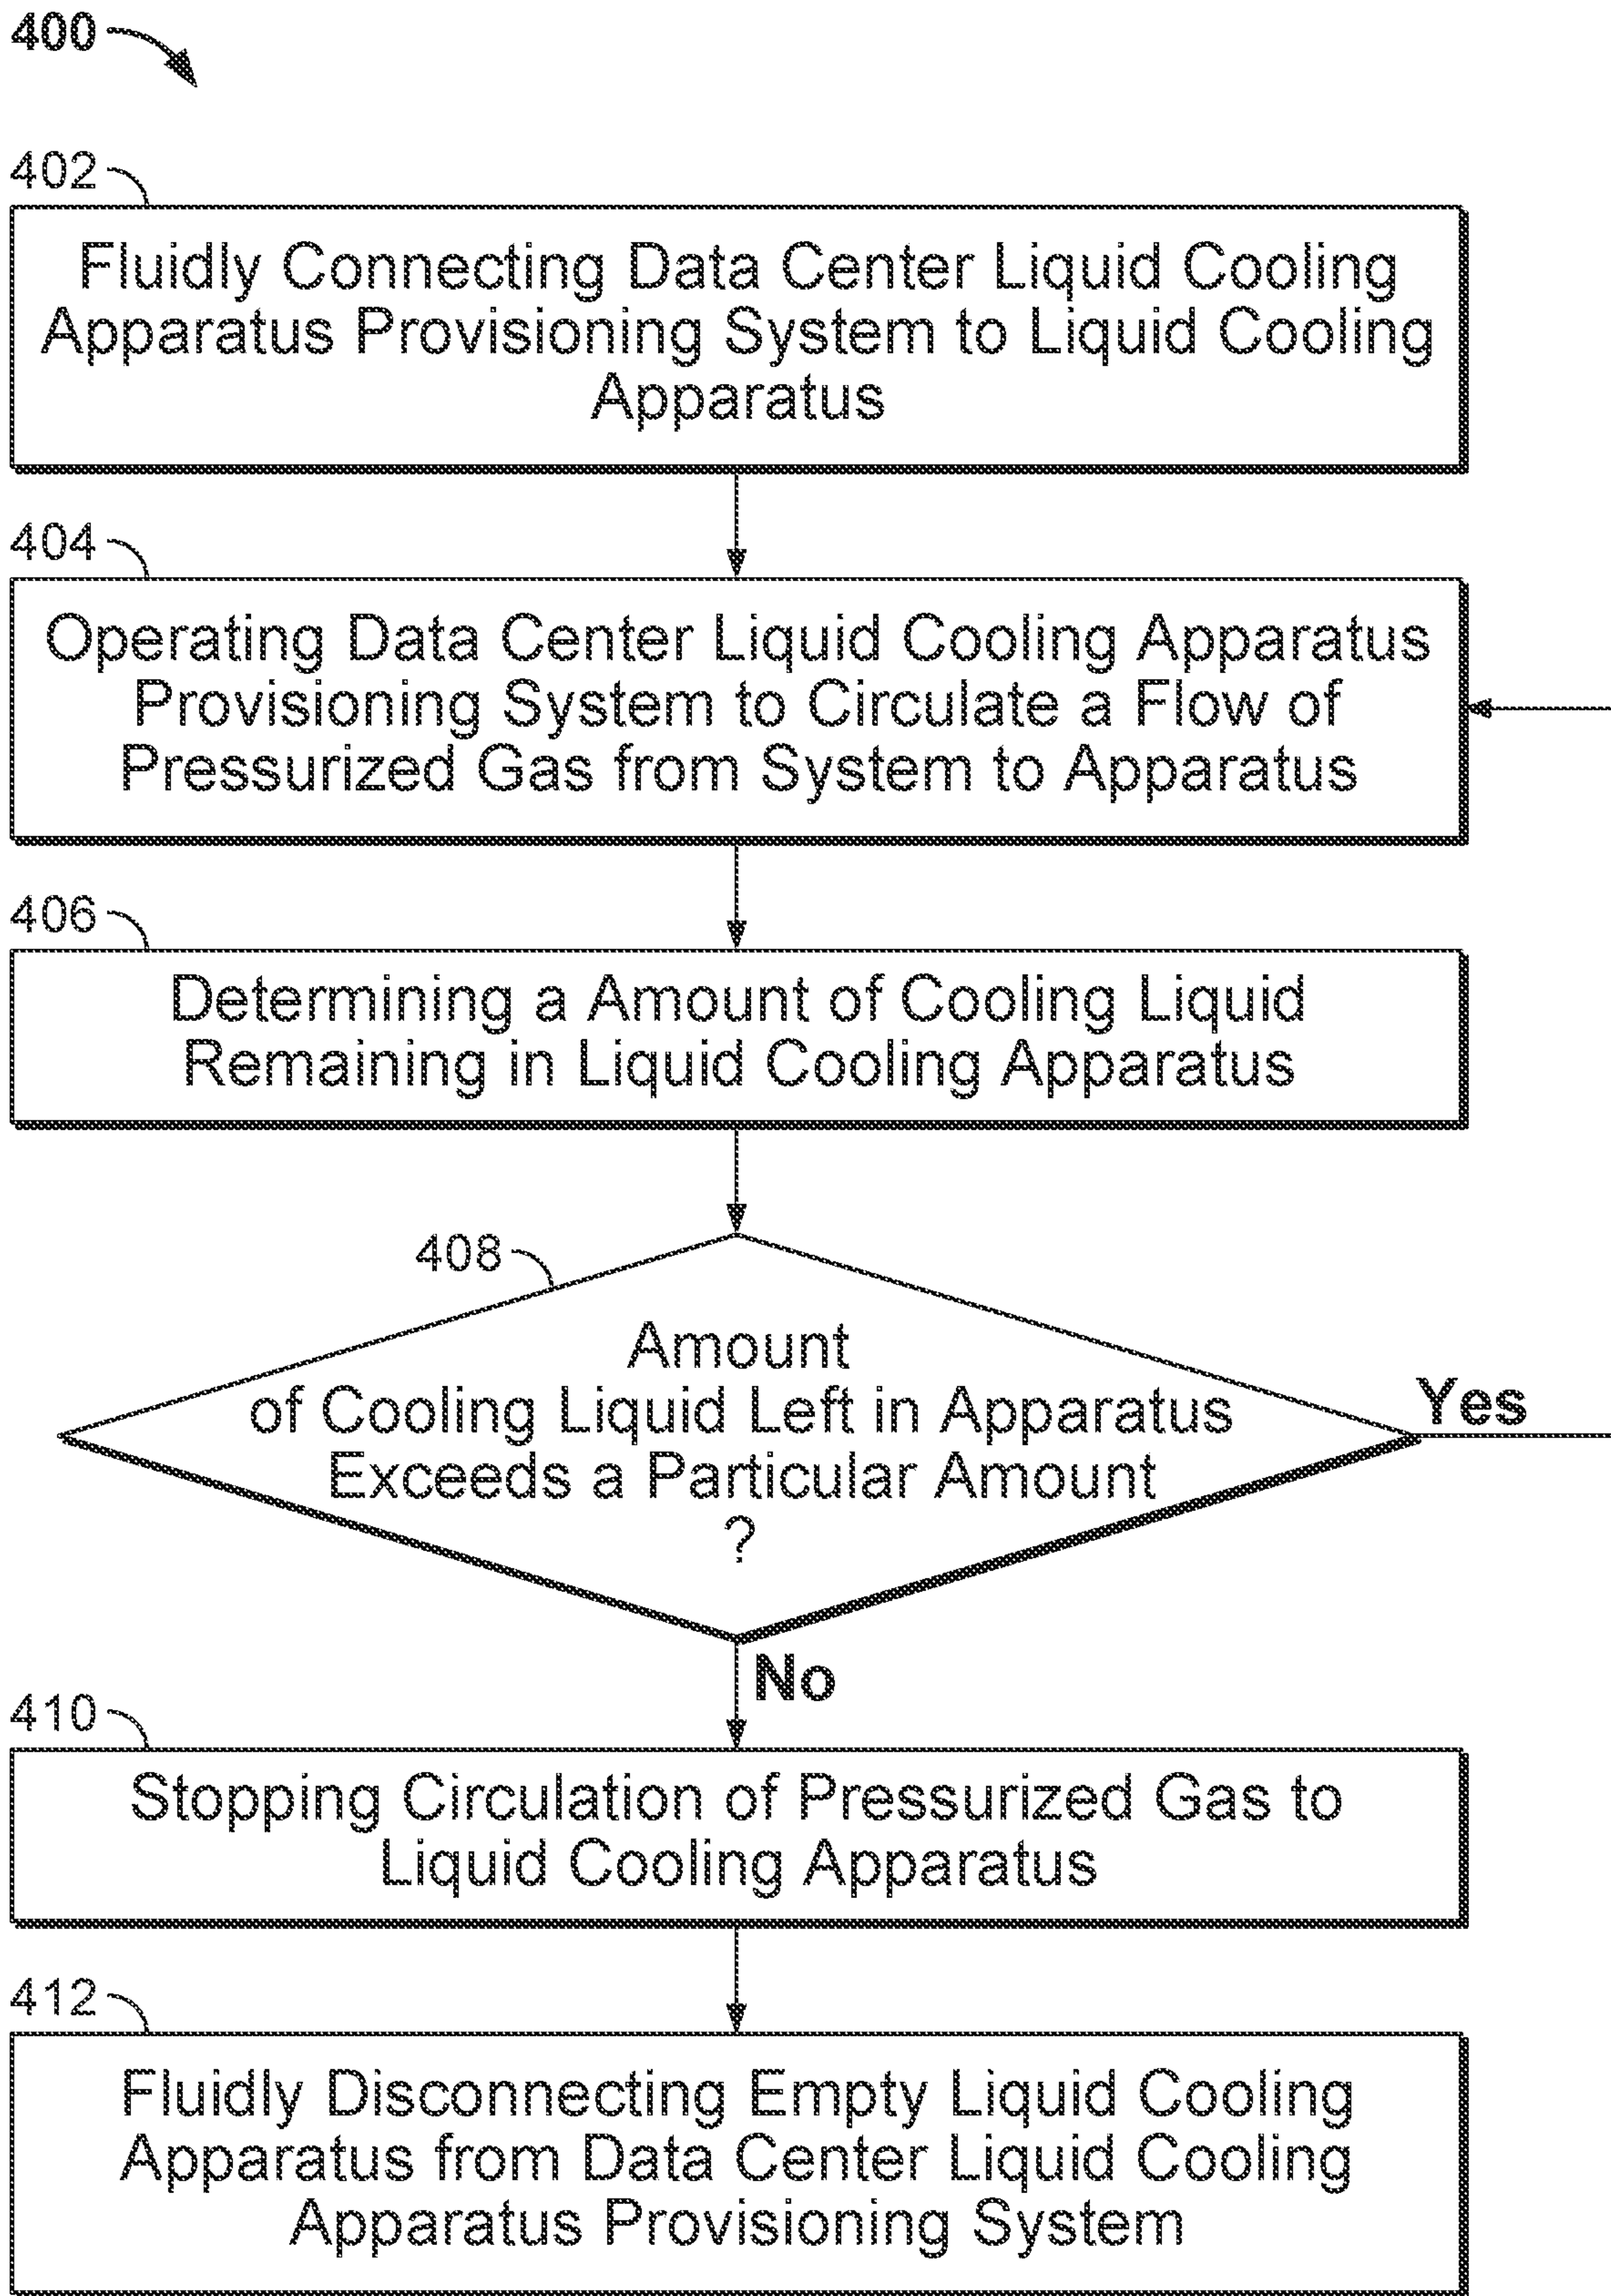 400
402
Fluidly Connecting Data Center Liquid Cooling
Apparatus Provisioning System to Liquid Cooling
Apparatus
404
Operating Data Center Liquid Cooling Apparatus
Provisioning System to Circulate a Flow of
Pressurized Gas from System to Apparatus
406
Determining a Amount of Cooling Liquid
Remaining in Liquid Cooling Apparatus
408
Amount
of Cooling Liquid Left in Apparatus
Exceeds a Particular Amount
?
Yes
No
410
Stopping Circulation of Pressurized Gas to
Liquid Cooling Apparatus
412
Fluidly Disconnecting Empty Liquid Cooling
Apparatus from Data Center Liquid Cooling
Apparatus Provisioning System